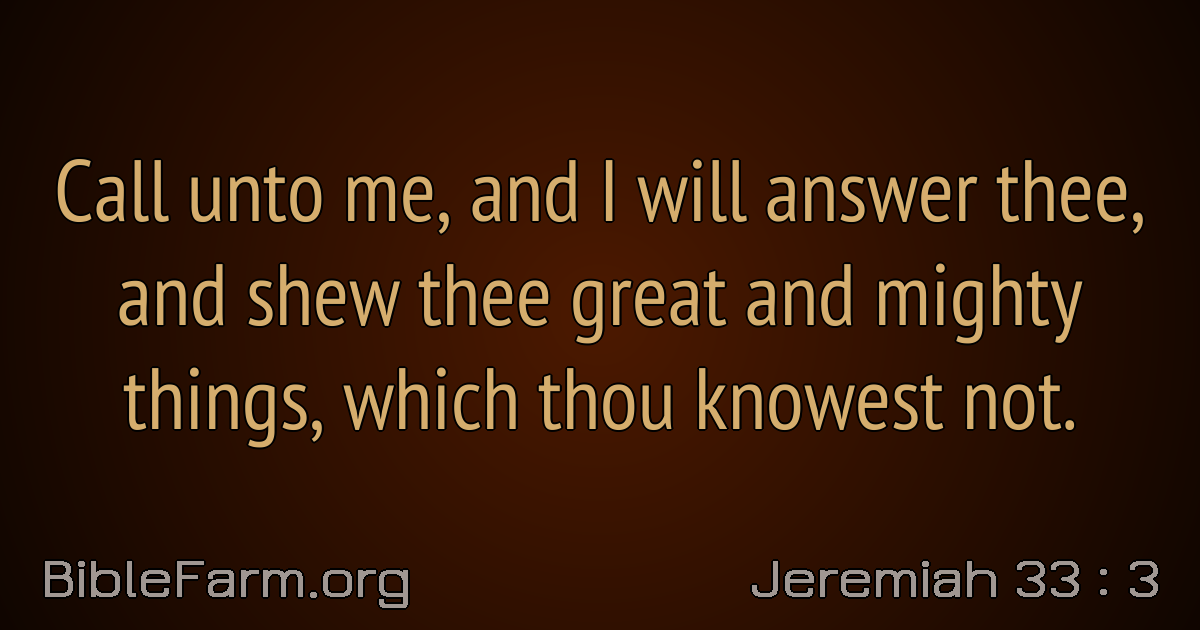 Call unto me, and I will answer thee,
and shew thee great and mighty
things, which thou knowest not.
BibleFarm.org
Jeremiah 33 : 3